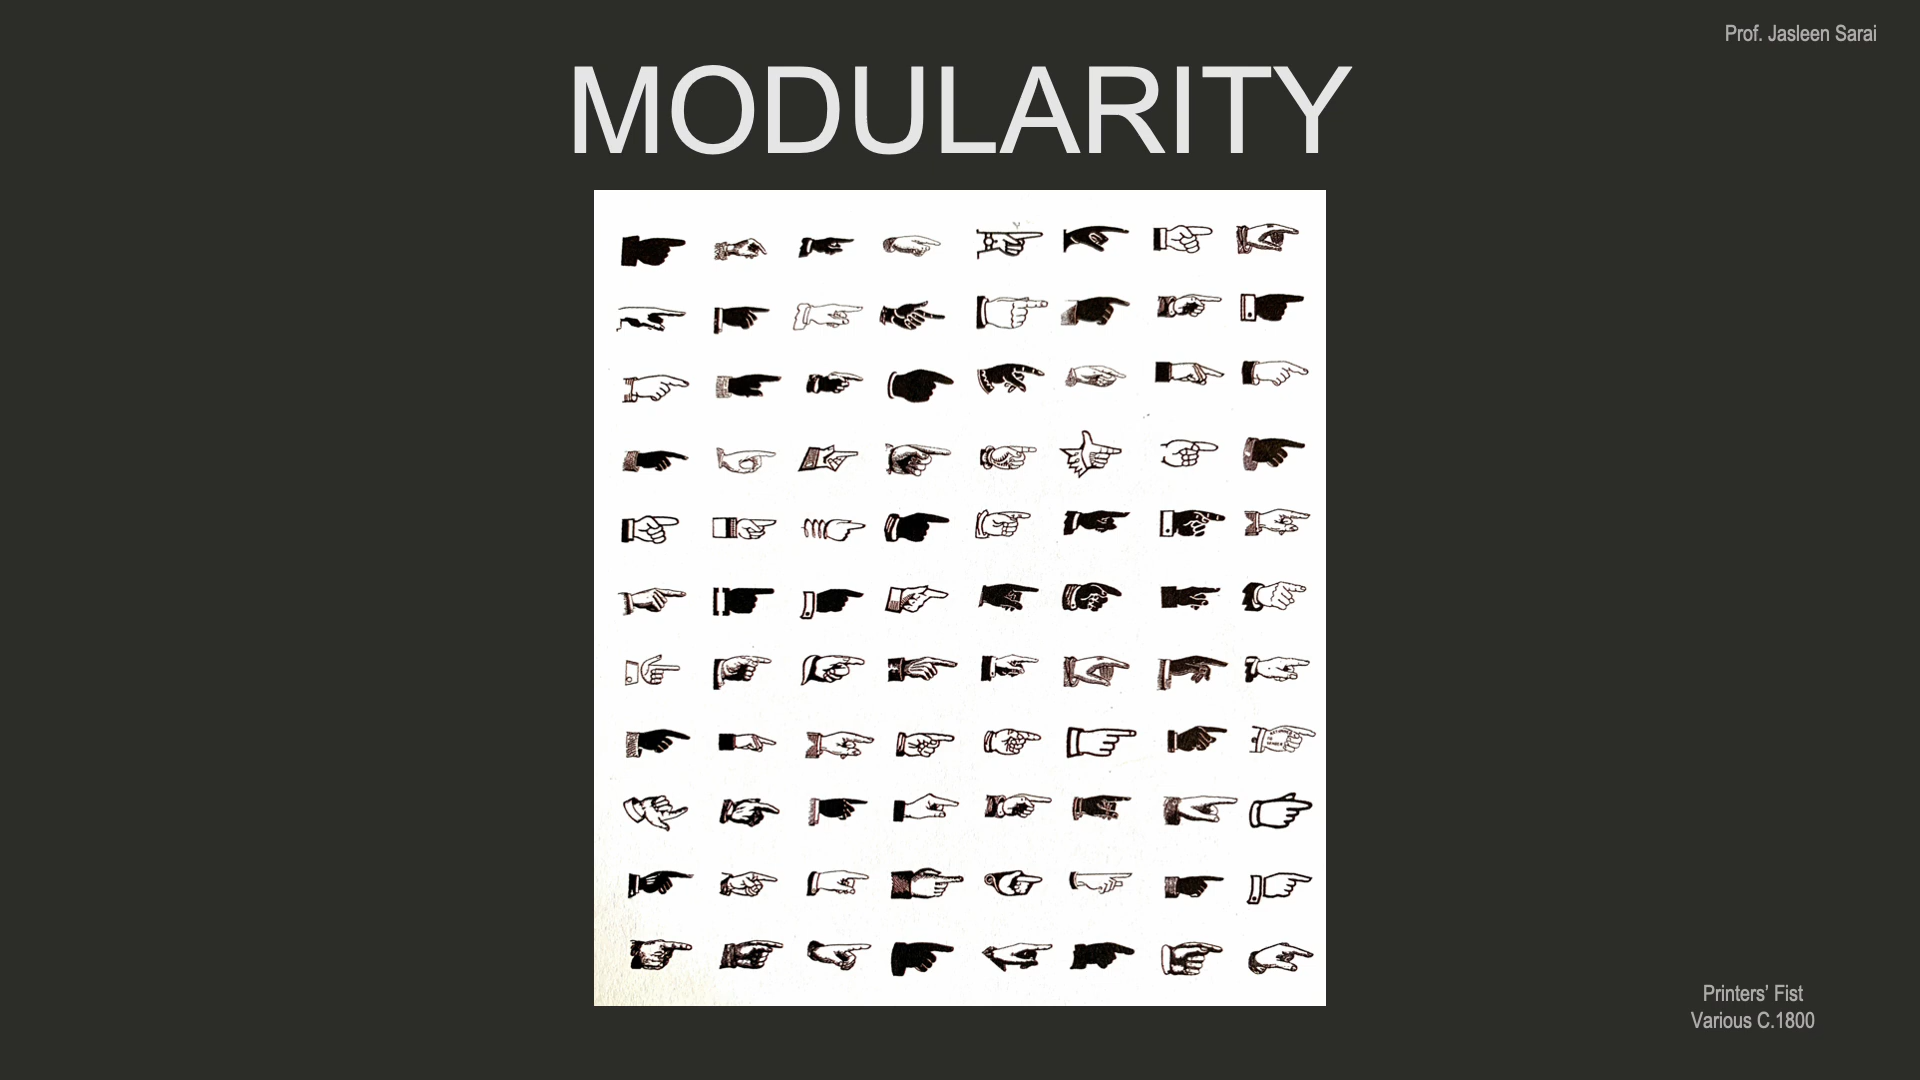 Prof. Jasleen Sarai
MODULARITY
Printers’ Fist
Various C.1800